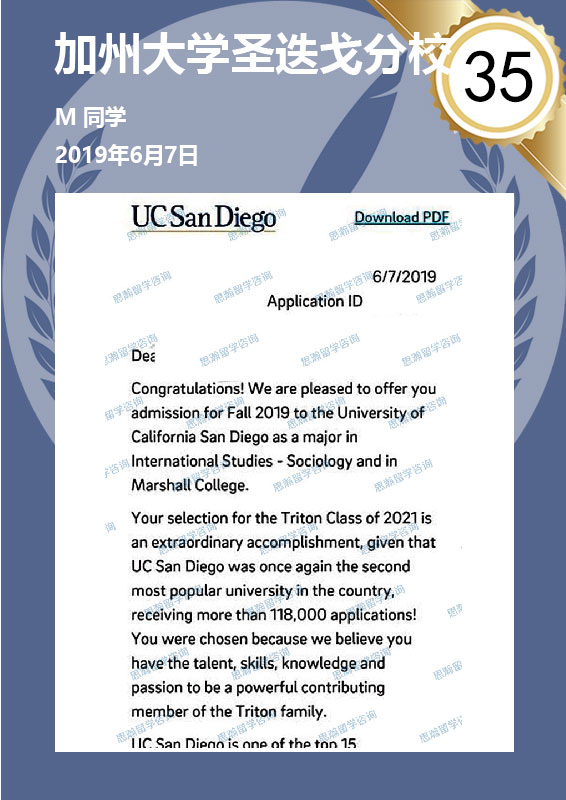 加州大学圣迭戈分校
35
M 同学
2019年6月7日
UC San Diego
Download PDF
6/7/2019
Application ID
Dea
Congratulations! We are pleased to offer you
admission for Fall 2019 to the University of
California San Diego as a major in
International Studies - Sociology and in
Marshall College.
Your selection for the Triton Class of 2021 is
an extraordinary accomplishment, given that
UC San Diego was once again the second
most popular university in the country,
receiving more than 118,000 applications!
You were chosen because we believe you
have the talent, skills, knowledge and
passion to be a powerful contributing
member of the Triton family.
UC San Diego is one of the top 15
思瀚留学咨询